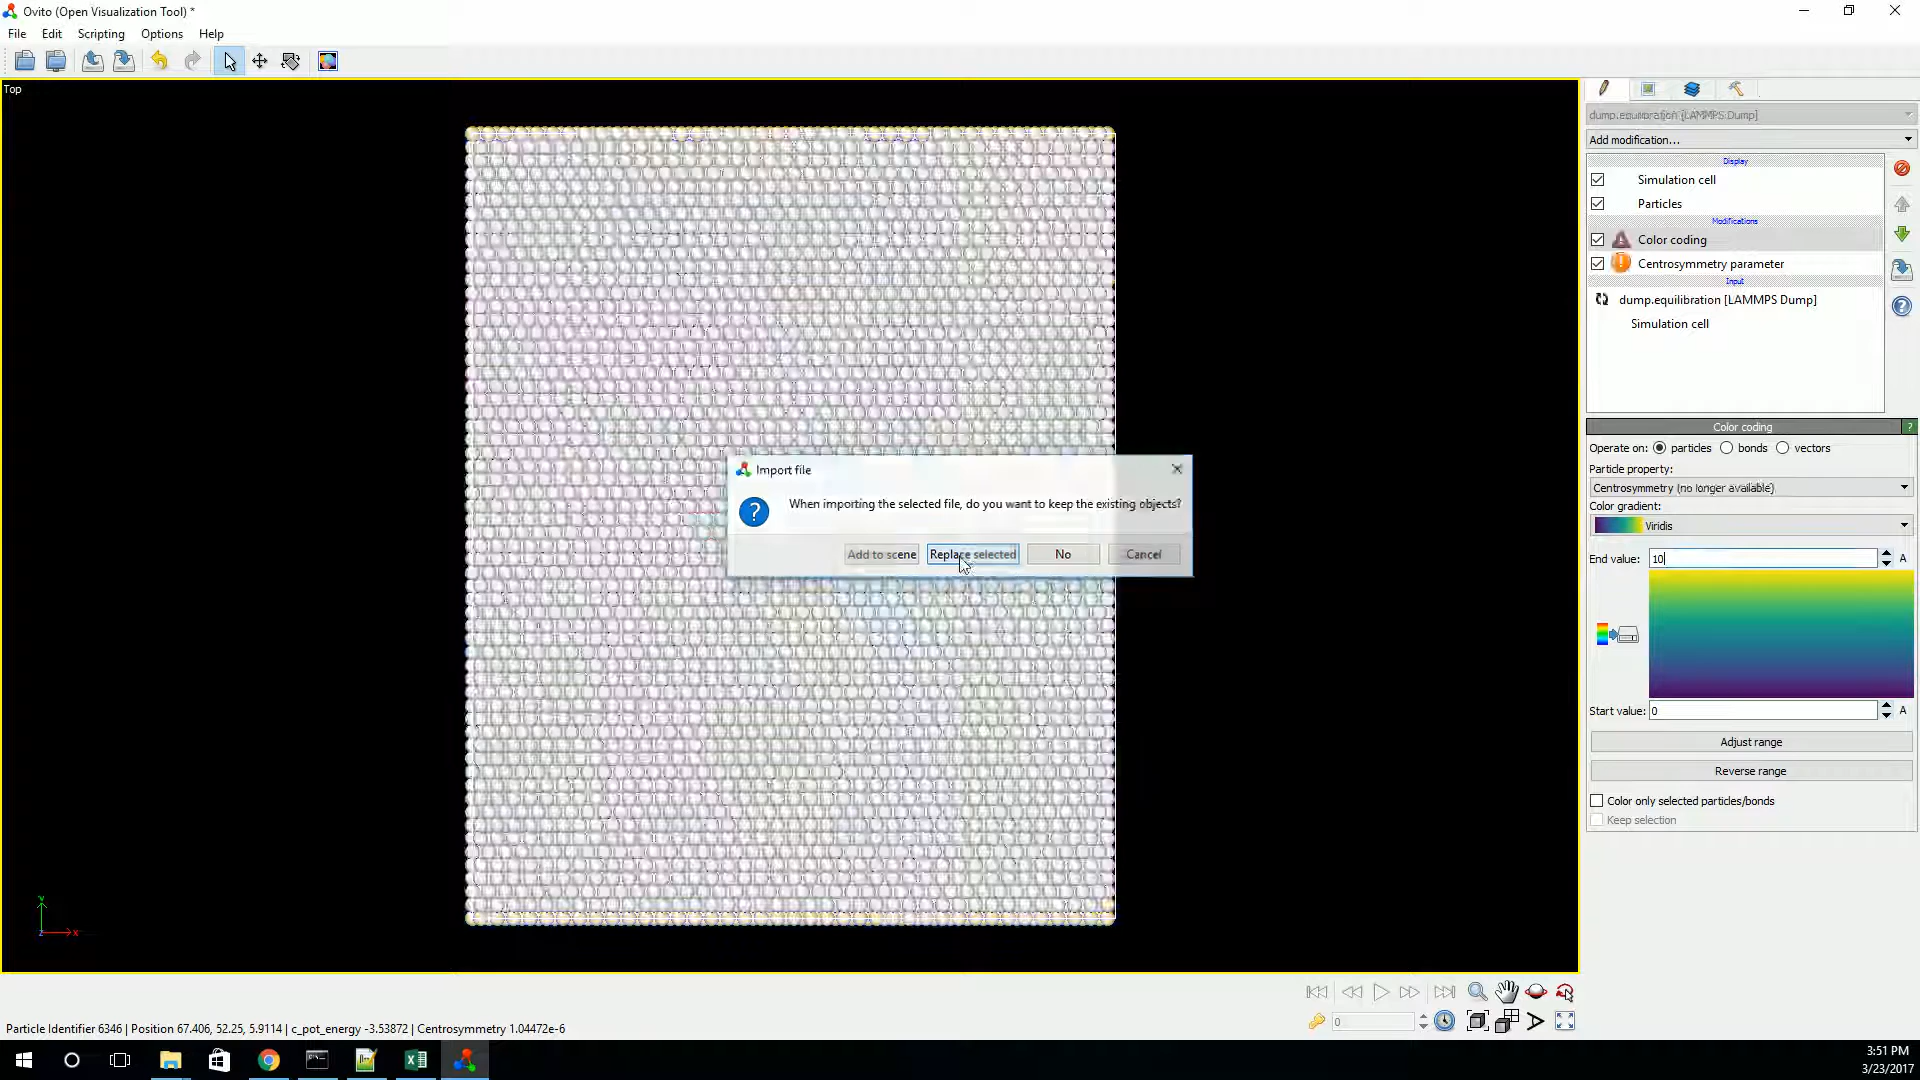 Ovito (Open Visualization Tool) *
File Edit Scripting Options Help
Top
dump.equilibration [LAMMPS Dump]
Add modification...
Display
Simulation cell
Particles
Modifications
Color coding
Centrosymmetry parameter
Input
dump.equilibration [LAMMPS Dump]
Simulation cell
Color coding ?
Operate on: particles bonds vectors
Particle property:
Centrosymmetry (no longer available)
Color gradient:
Viridis
End value: 10 A
Start value: 0 A
Adjust range
Reverse range
Color only selected particles/bonds
Keep selection
Import file
When importing the selected file, do you want to keep the existing objects?
Add to scene Replace selected No Cancel
y
z x
0
Particle Identifier 6346 | Position 67.406, 52.25, 5.9114 | c_pot_energy -3.53872 | Centrosymmetry 1.04472e-6
3:51 PM
3/23/2017